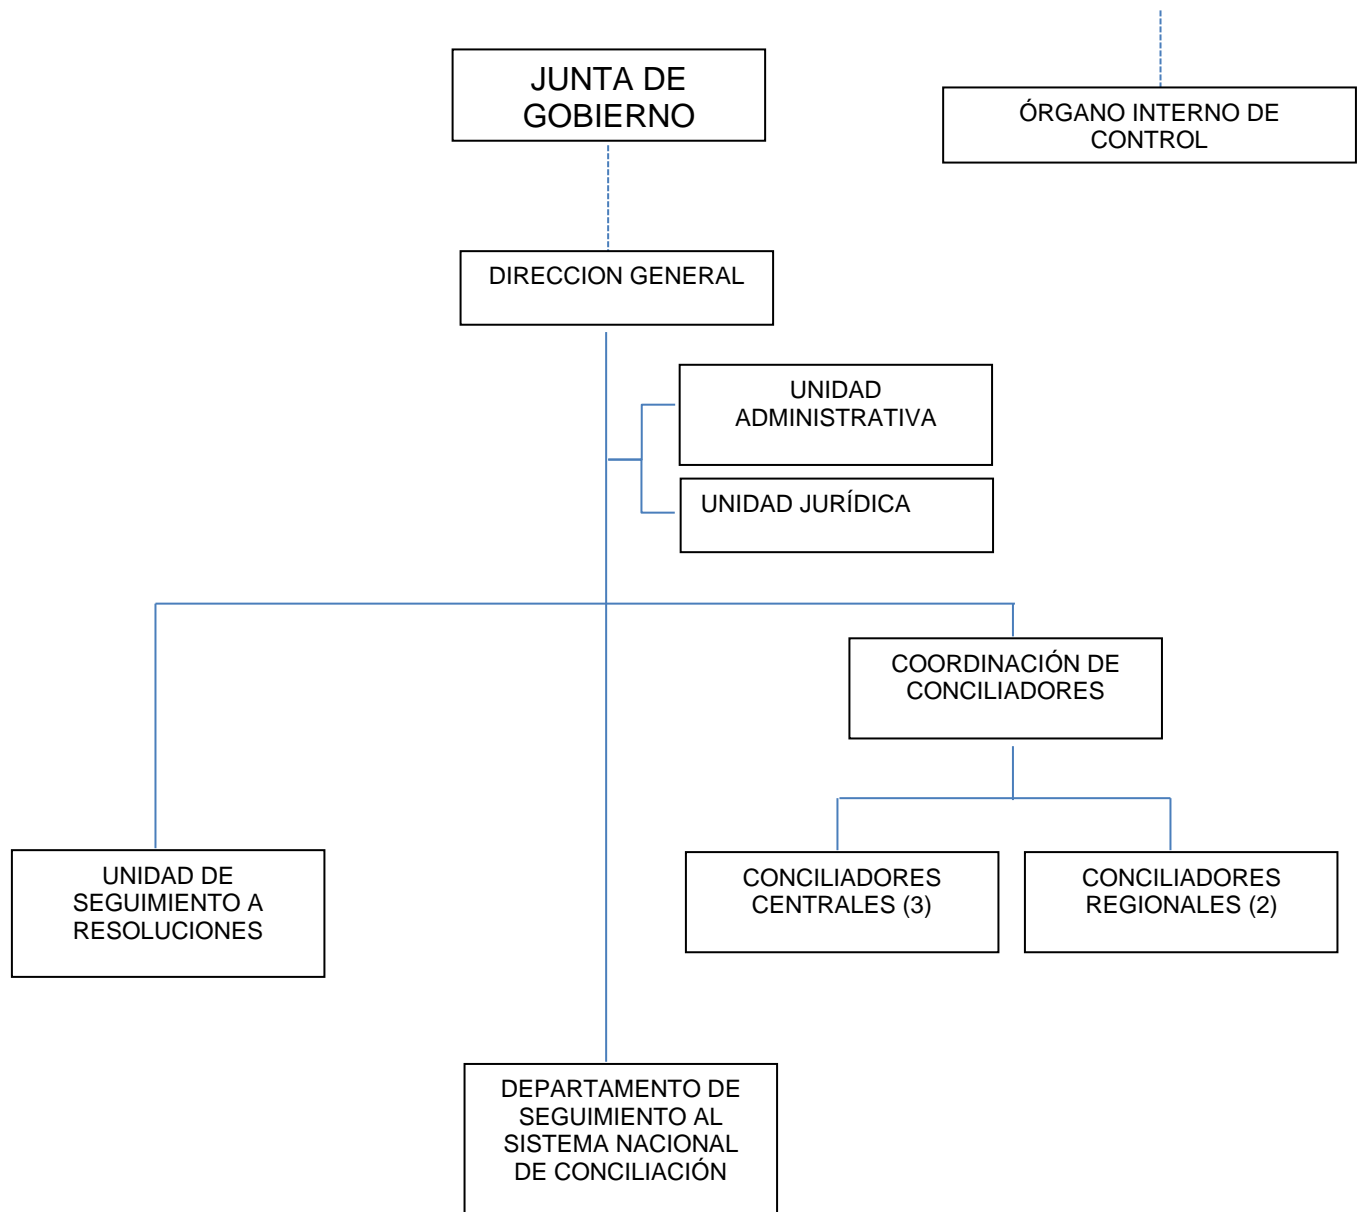 JUNTA DE
GOBIERNO
ÓRGANO INTERNO DE
CONTROL
DIRECCION GENERAL
UNIDAD
ADMINISTRATIVA
UNIDAD JURÍDICA
COORDINACIÓN DE
CONCILIADORES
UNIDAD DE
SEGUIMIENTO A
RESOLUCIONES
CONCILIADORES
CENTRALES (3)
CONCILIADORES
REGIONALES (2)
DEPARTAMENTO DE
SEGUIMIENTO AL
SISTEMA NACIONAL
DE CONCILIACIÓN